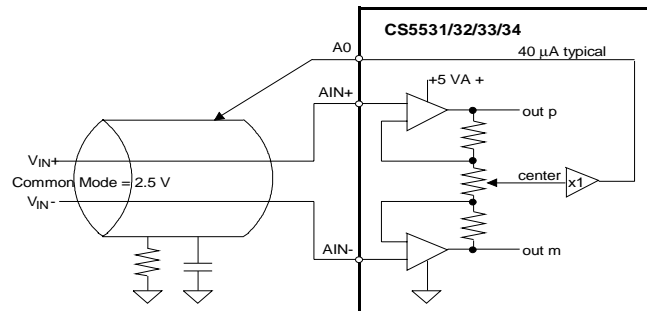 CS5531/32/33/34
A0
40 μA typical
+5 VA +
AIN+
out p
VIN+
center
x1
Common Mode = 2.5 V
VIN-
AIN-
out m